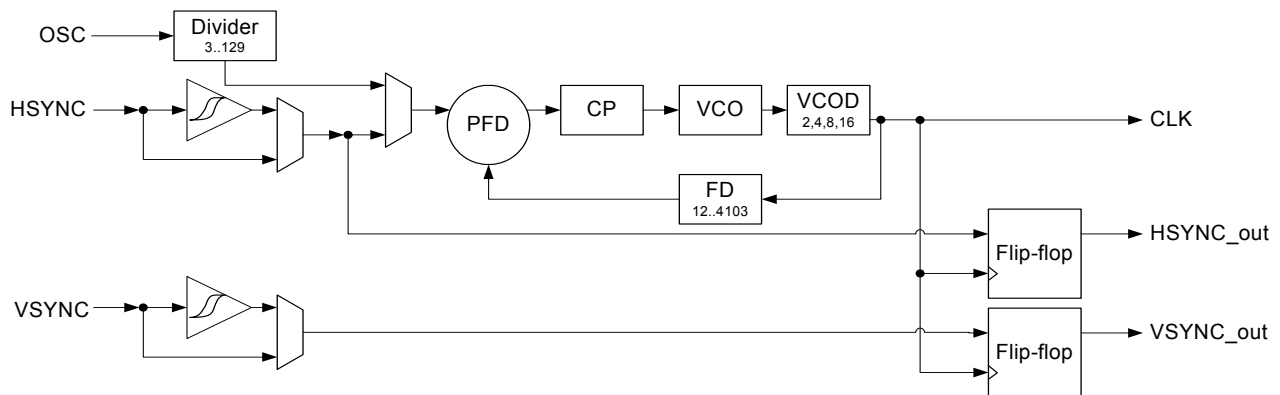 OSC
Divider
3..129
HSYNC
PFD
CP
VCO
VCOD
2,4,8,16
CLK
FD
12..4103
Flip-flop
HSYNC_out
VSYNC
Flip-flop
VSYNC_out